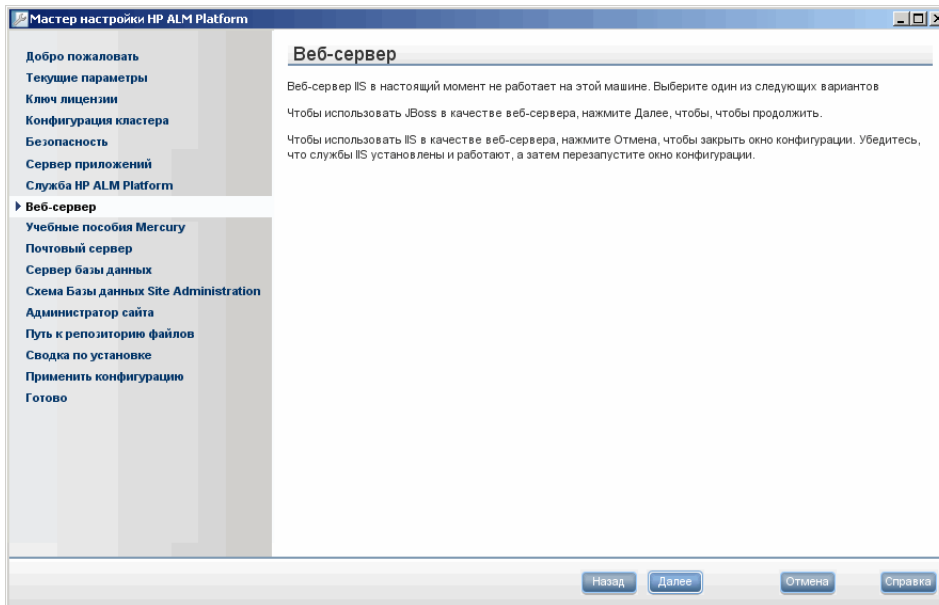 Мастер настройки HP ALM Platform
Добро пожаловать
Текущие параметры
Ключ лицензии
Конфигурация кластера
Безопасность
Сервер приложений
Служба HP ALM Platform
Веб-сервер
Учебные пособия Mercury
Почтовый сервер
Сервер базы данных
Схема Базы данных Site Administration
Администратор сайта
Путь к репозиторию файлов
Сводка по установке
Применить конфигурацию
Готово
Веб-сервер
Веб-сервер IIS в настоящий момент не работает на этой машине. Выберите один из следующих вариантов
Чтобы использовать JBoss в качестве веб-сервера, нажмите Далее, чтобы, чтобы продолжить.
Чтобы использовать IIS в качестве веб-сервера, нажмите Отмена, чтобы закрыть окно конфигурации. Убедитесь,
что службы IIS установлены и работают, а затем перезапустите окно конфигурации.
Назад Далее Отмена Справка